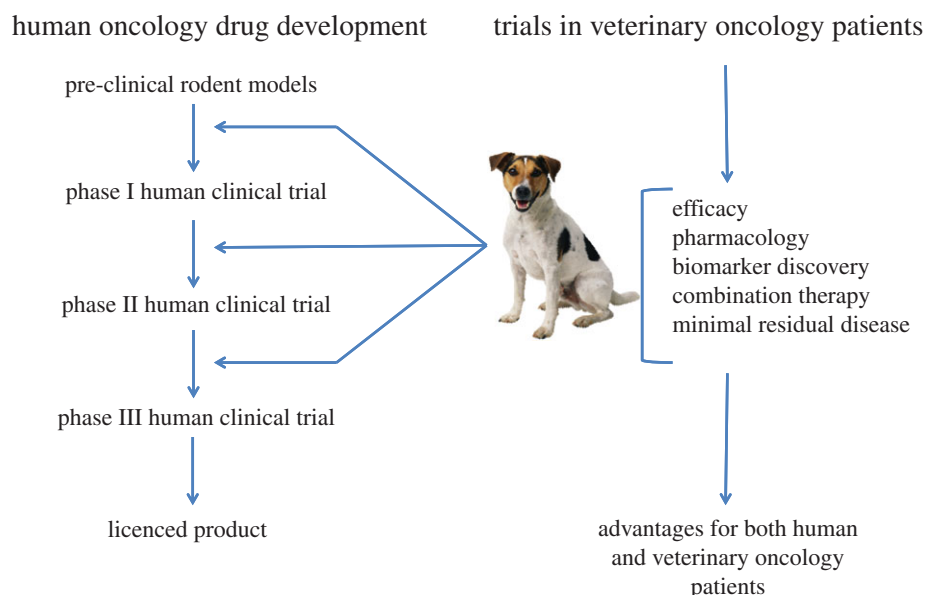 human oncology drug development
pre-clinical rodent models
phase I human clinical trial
phase II human clinical trial
phase III human clinical trial
licenced product
trials in veterinary oncology patients
efficacy
pharmacology
biomarker discovery
combination therapy
minimal residual disease
advantages for both human
and veterinary oncology
patients